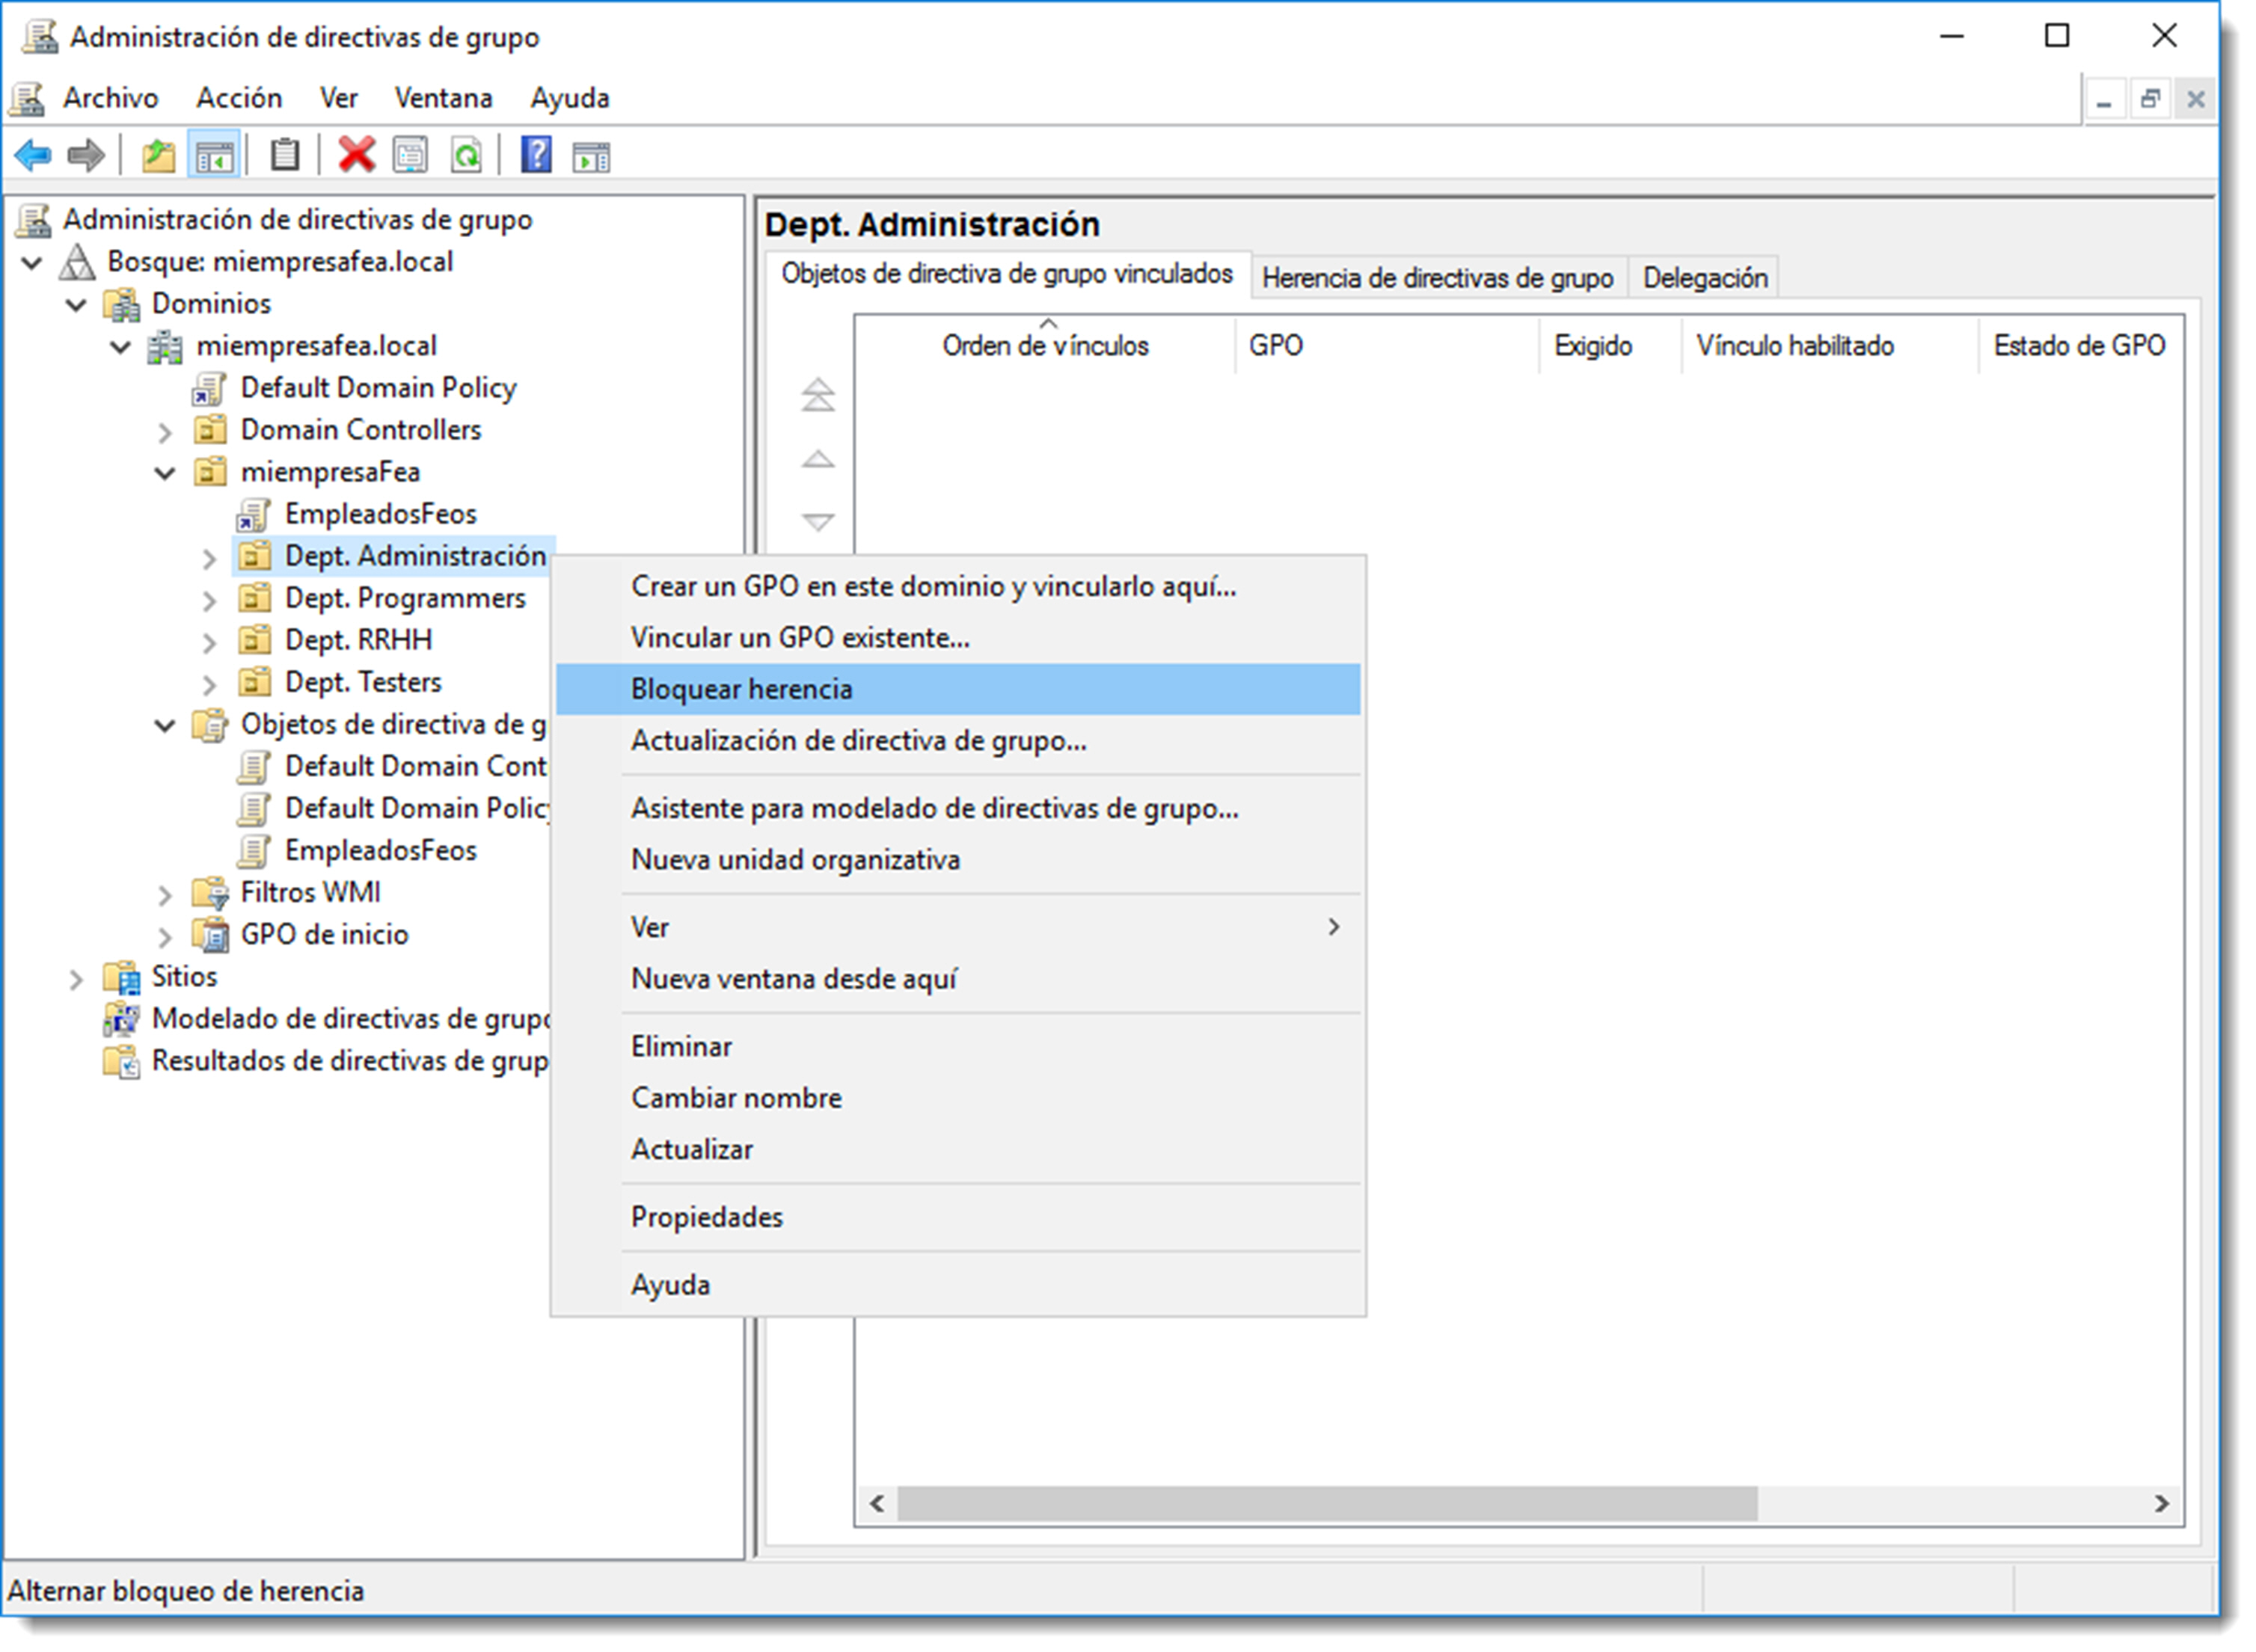 Administración de directivas de grupo
Archivo Acción Ver Ventana Ayuda
Administración de directivas de grupo
Bosque: miempresafea.local
Dominios
miempresafea.local
Default Domain Policy
Domain Controllers
miempresaFea
EmpleadosFeos
Dept. Administración
Dept. Programmers
Dept. RRHH
Dept. Testers
Objetos de directiva de g
Default Domain Cont
Default Domain Polic
EmpleadosFeos
Filtros WMI
GPO de inicio
Sitios
Modelado de directivas de grupo
Resultados de directivas de grup
Dept. Administración
Objetos de directiva de grupo vinculados Herencia de directivas de grupo Delegación
Orden de vínculos GPO Exigido Vínculo habilitado Estado de GPO
Crear un GPO en este dominio y vincularlo aquí...
Vincular un GPO existente...
Bloquear herencia
Actualización de directiva de grupo...
Asistente para modelado de directivas de grupo...
Nueva unidad organizativa
Ver
Nueva ventana desde aquí
Eliminar
Cambiar nombre
Actualizar
Propiedades
Ayuda
Alternar bloqueo de herencia